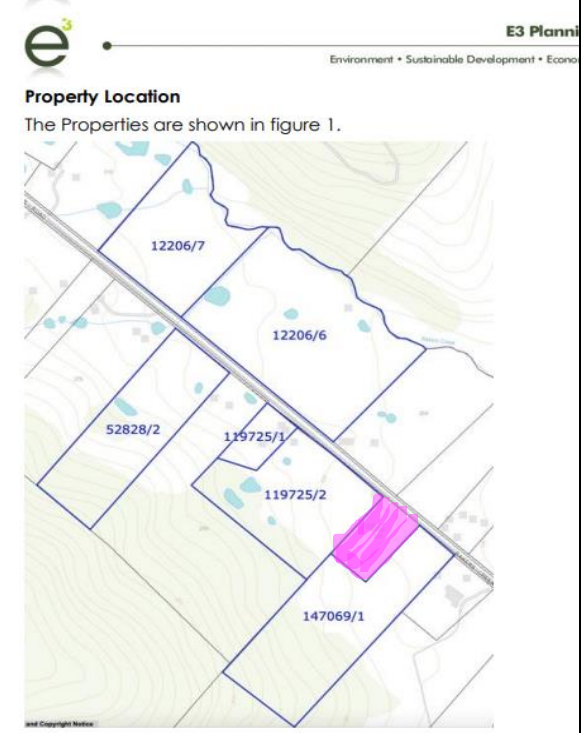 e3
E3 Planni
Environment • Sustainable Development • Econo
Property Location
The Properties are shown in figure 1.
12206/7
12206/6
52828/2
119725/1
119725/2
147069/1
and Copyright Notice